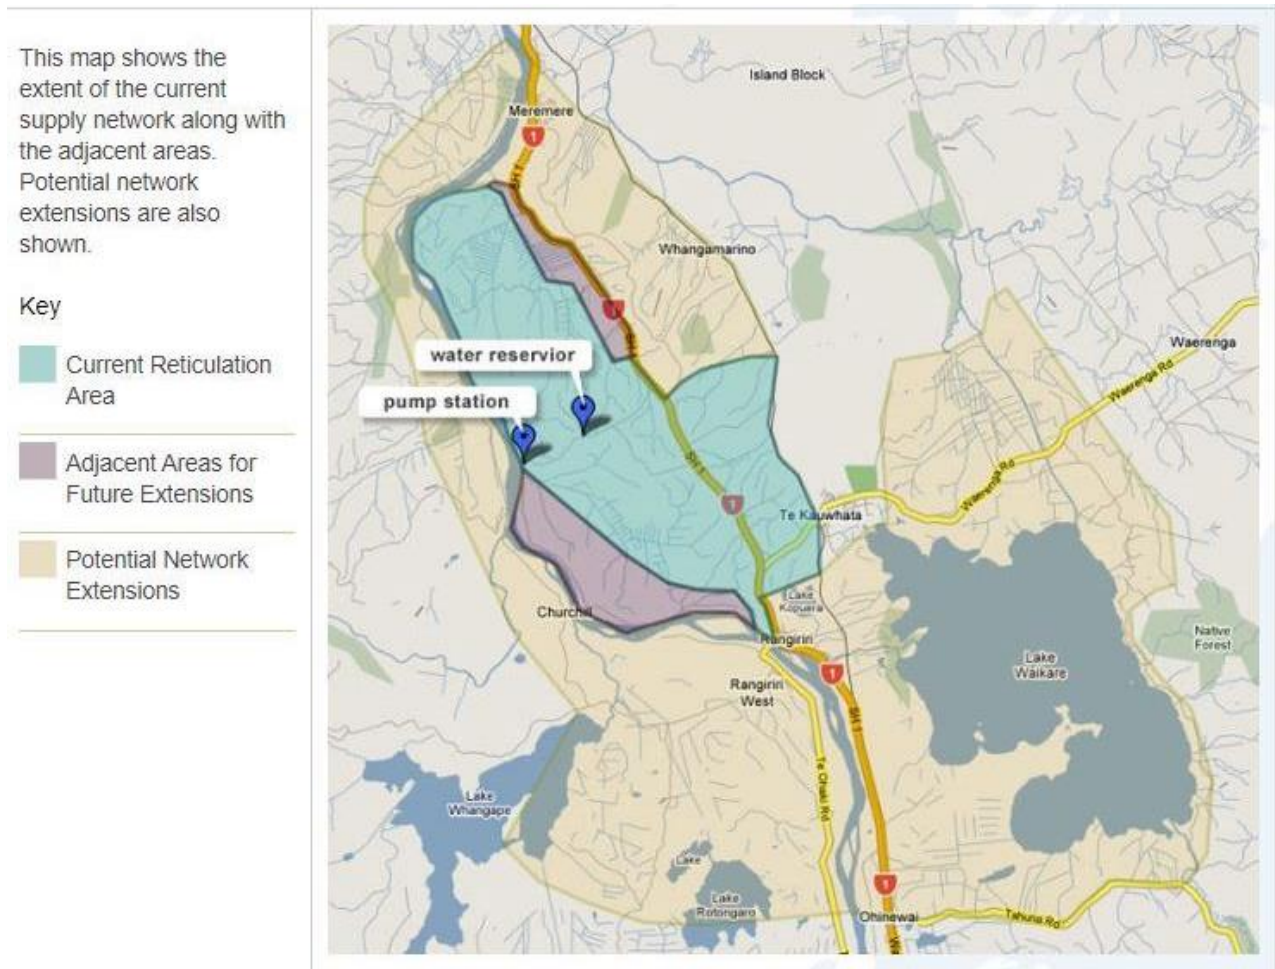 This map shows the
extent of the current
supply network along with
the adjacent areas.
Potential network
extensions are also
shown.
Key
Current Reticulation
Area
Adjacent Areas for
Future Extensions
Potential Network
Extensions
Island Block
Meremere
1
SH 1
Whangamarino
1
SH 1
Waerenga
Waerenga Rd
water reservior
pump station
SH 1
Waerenga Rd
1
Te Kauwhata
Lake
Kopuera
Churchill
Rangiriri
Native
Forest
Lake
Waikare
1
Rangiriri
West
SH 1
Te Ohaki Rd
Lake
Whangape
Lake
1
Lake
Rotongaro
Ohinewai
Tahuna Rd